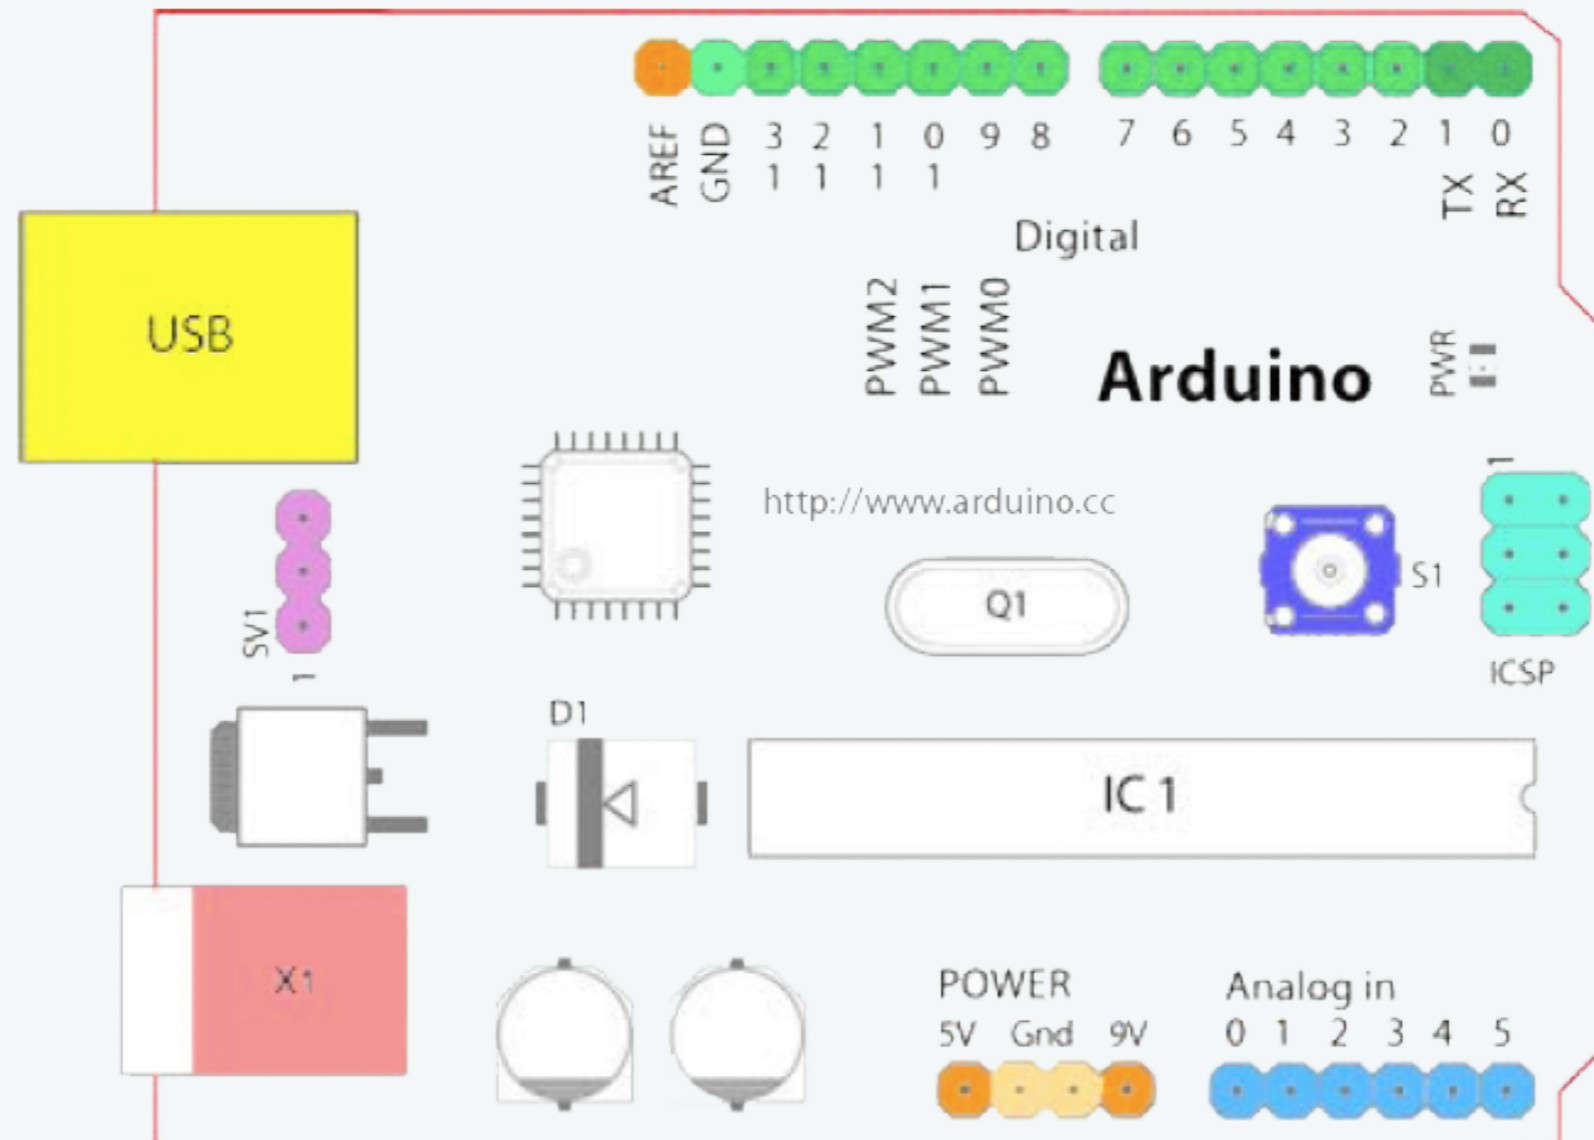 AREF GND 3 2 1 0 9 8 7 6 5 4 3 2 1 0
1 1 1 1 TX RX
Digital
PWM2 PWM1 PWM0
USB
Arduino
PWR
1
http://www.arduino.cc
S1
Q1
SV1
1
ICSP
D1
IC 1
X1
POWER
5V Gnd 9V
Analog in
0 1 2 3 4 5